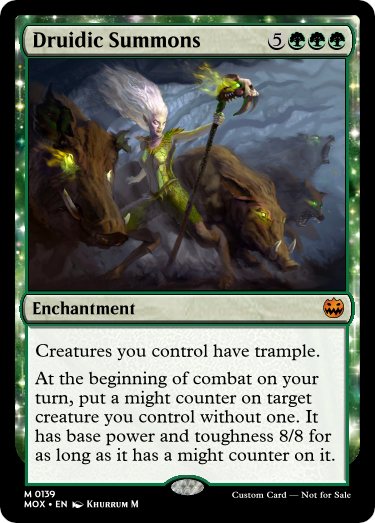 Druidic Summons 5
Enchantment
Creatures you control have trample.
At the beginning of combat on your
turn, put a might counter on target
creature you control without one. It
has base power and toughness 8/8 for
as long as it has a might counter on it.
M 0139
MOX • EN Khurrum M
Custom Card — Not for Sale